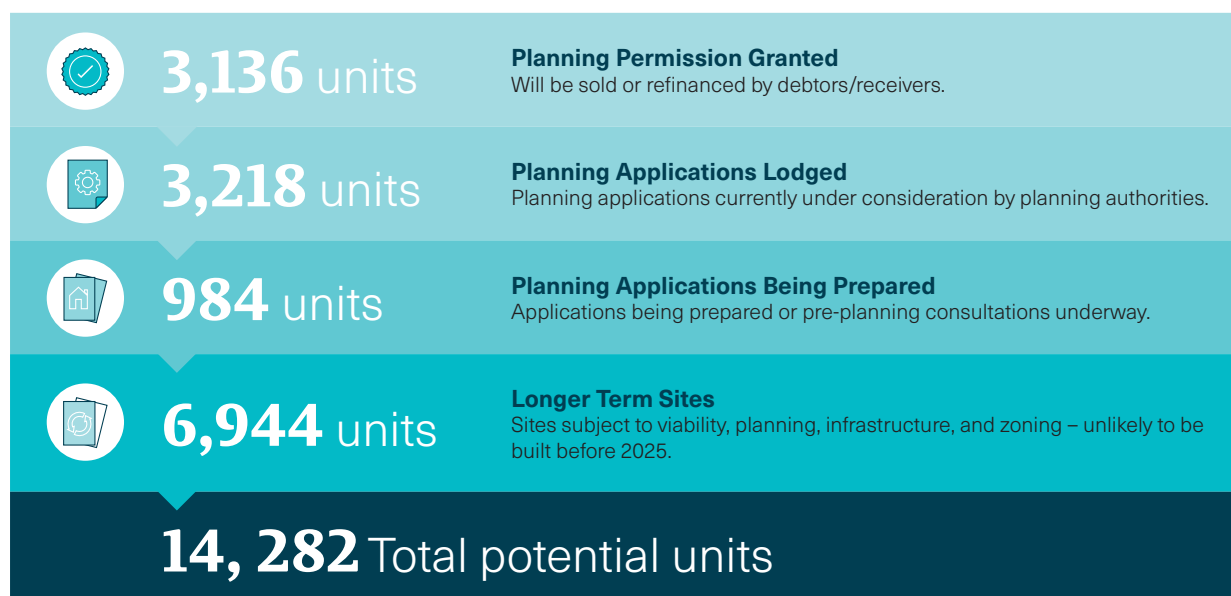 3,136 units
Planning Permission Granted
Will be sold or refinanced by debtors/receivers.
3,218 units
Planning Applications Lodged
Planning applications currently under consideration by planning authorities.
984 units
Planning Applications Being Prepared
Applications being prepared or pre-planning consultations underway.
6,944 units
Longer Term Sites
Sites subject to viability, planning, infrastructure, and zoning – unlikely to be
built before 2025.
14, 282 Total potential units